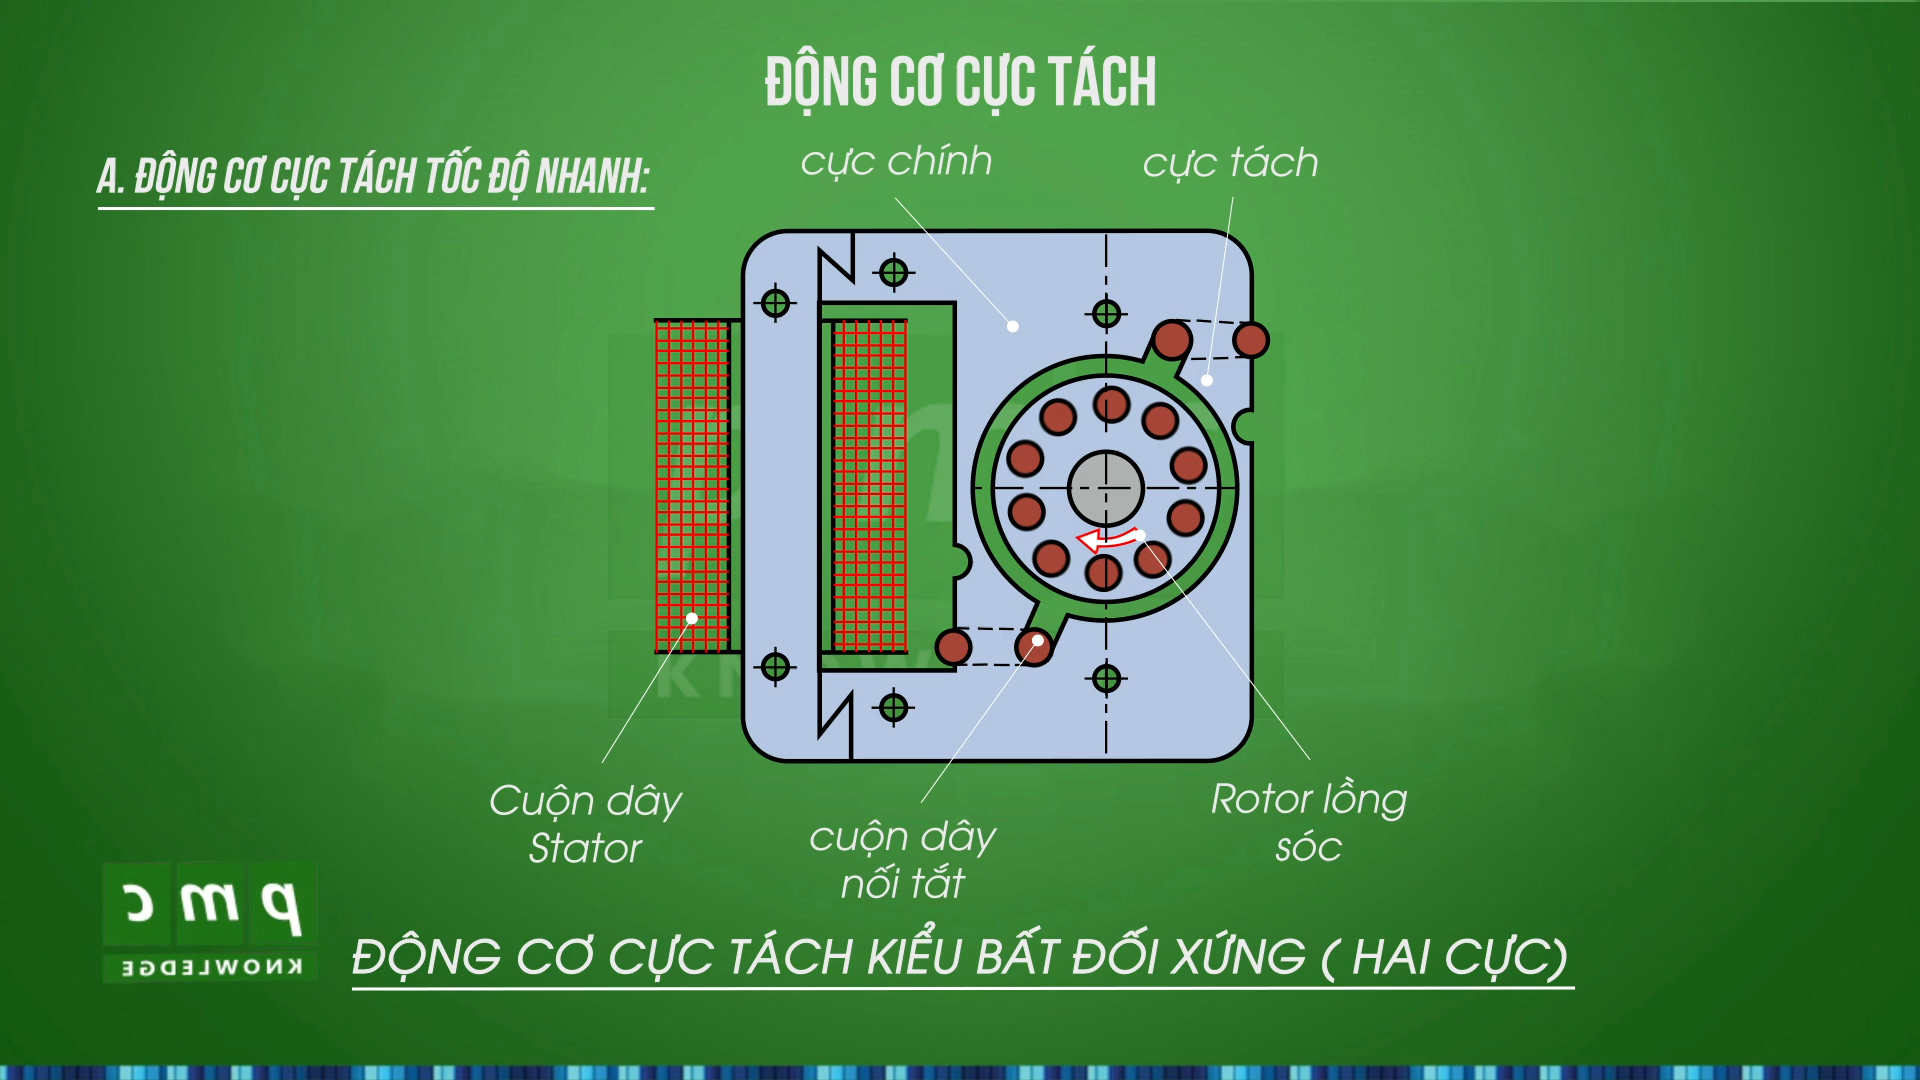 ĐỘNG CƠ CỰC TÁCH
A. ĐỘNG CƠ CỰC TÁCH TỐC ĐỘ NHANH:
cực chính
cực tách
Cuộn dây
Stator
cuộn dây
nối tắt
Rotor lồng
sóc
pmc
KNOWLEDGE
ĐỘNG CƠ CỰC TÁCH KIỂU BẤT ĐỐI XỨNG ( HAI CỰC)